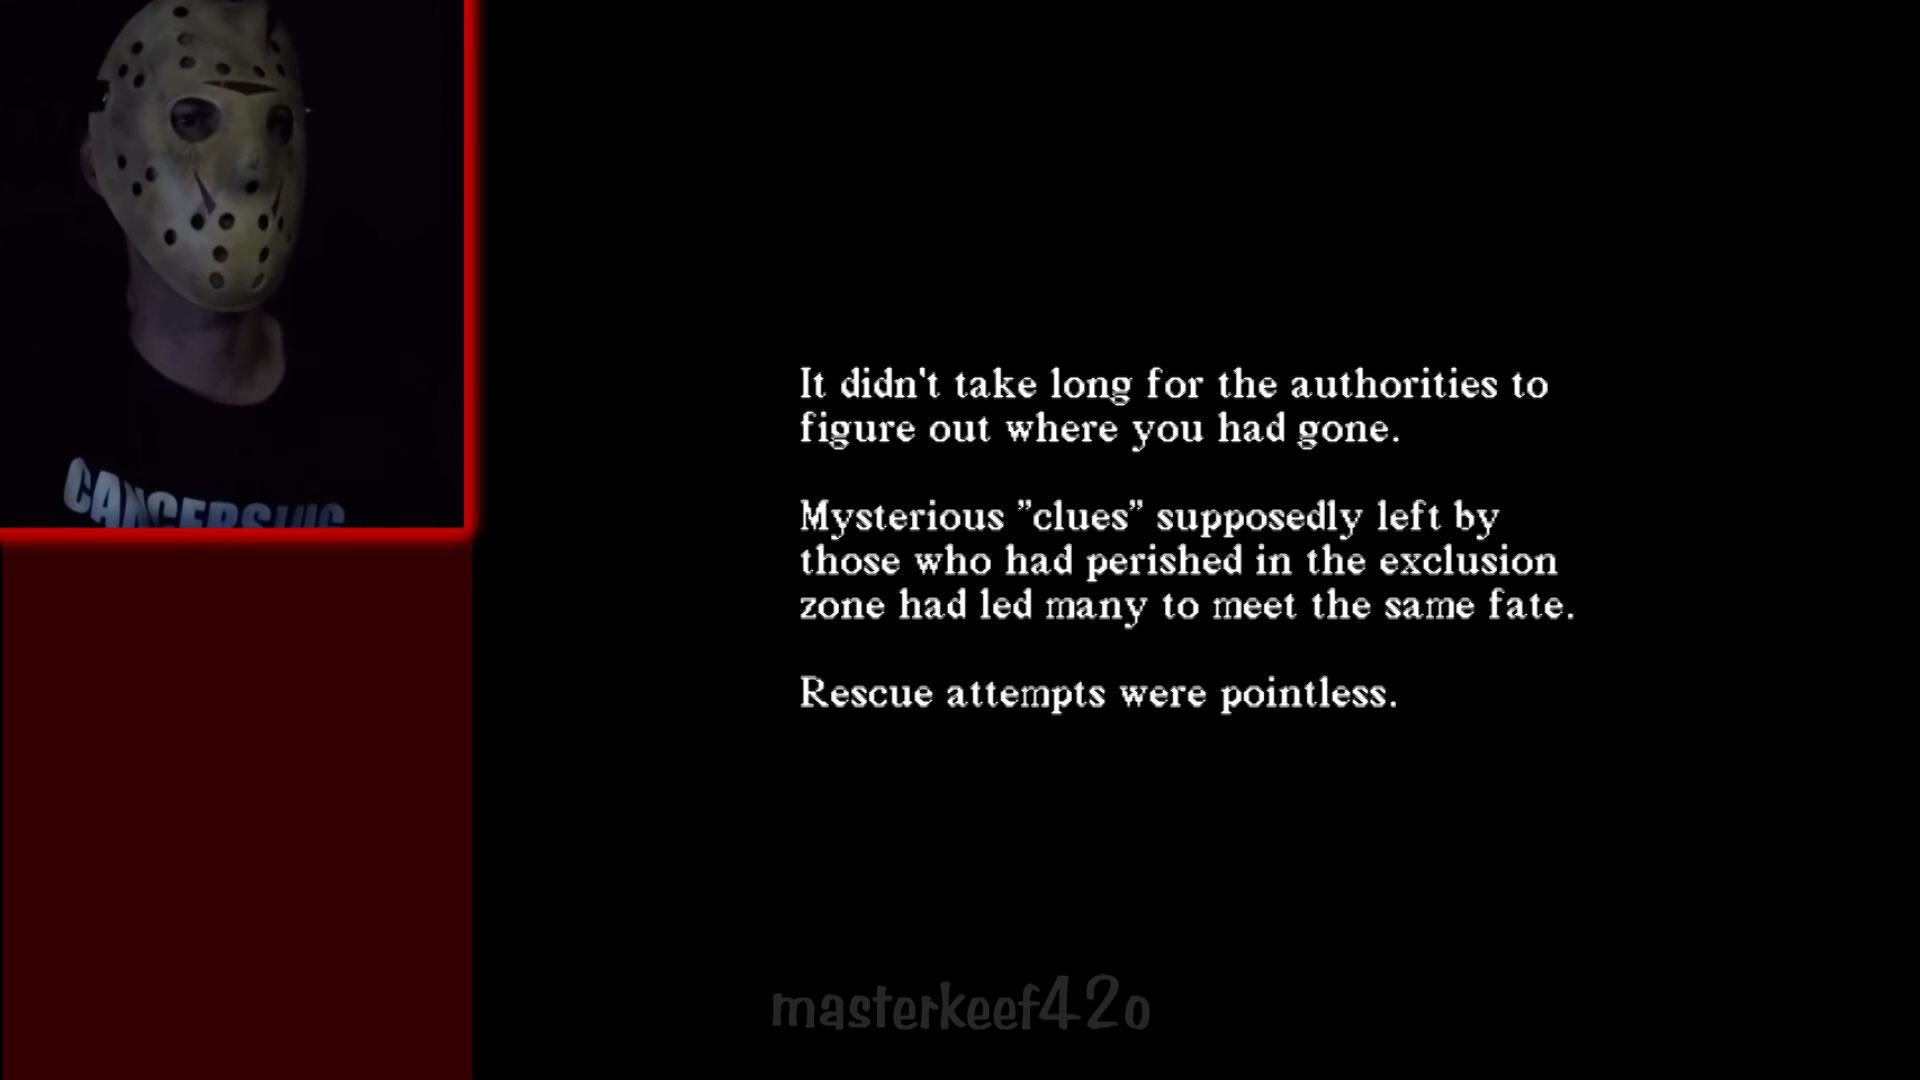 It didn't take long for the authorities to
figure out where you had gone.
Mysterious "clues" supposedly left by
those who had perished in the exclusion
zone had led many to meet the same fate.
Rescue attempts were pointless.
masterkeef42o